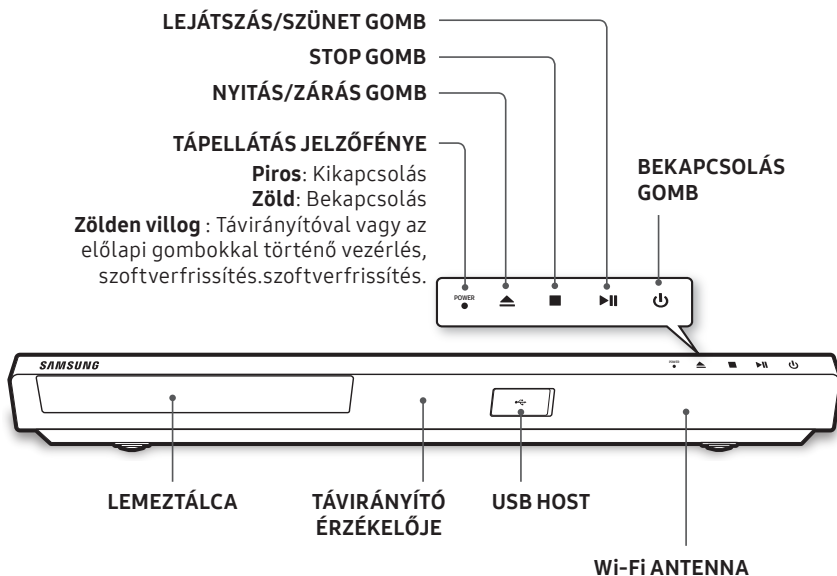 LEJÁTSZÁS/SZÜNET GOMB
STOP GOMB
NYITÁS/ZÁRÁS GOMB
TÁPELLÁTÁS JELZŐFÉNYE
Piros: Kikapcsolás
Zöld: Bekapcsolás
Zölden villog : Távirányítóval vagy az
előlapi gombokkal történő vezérlés,
szoftverfrissítés.szoftverfrissítés.
BEKAPCSOLÁS
GOMB
POWER
SAMSUNG
POWER
LEMEZTÁLCA
TÁVIRÁNYÍTÓ
ÉRZÉKELŐJE
USB HOST
Wi-Fi ANTENNA